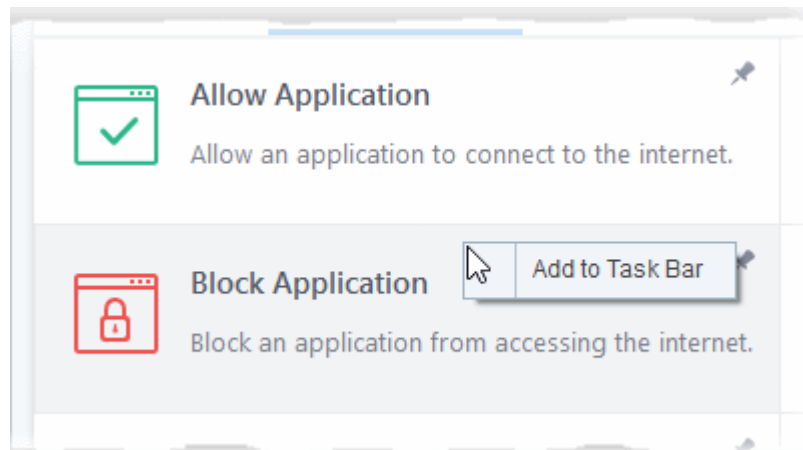 Allow Application
Allow an application to connect to the internet.
Block Application
Add to Task Bar
Block an application from accessing the internet.